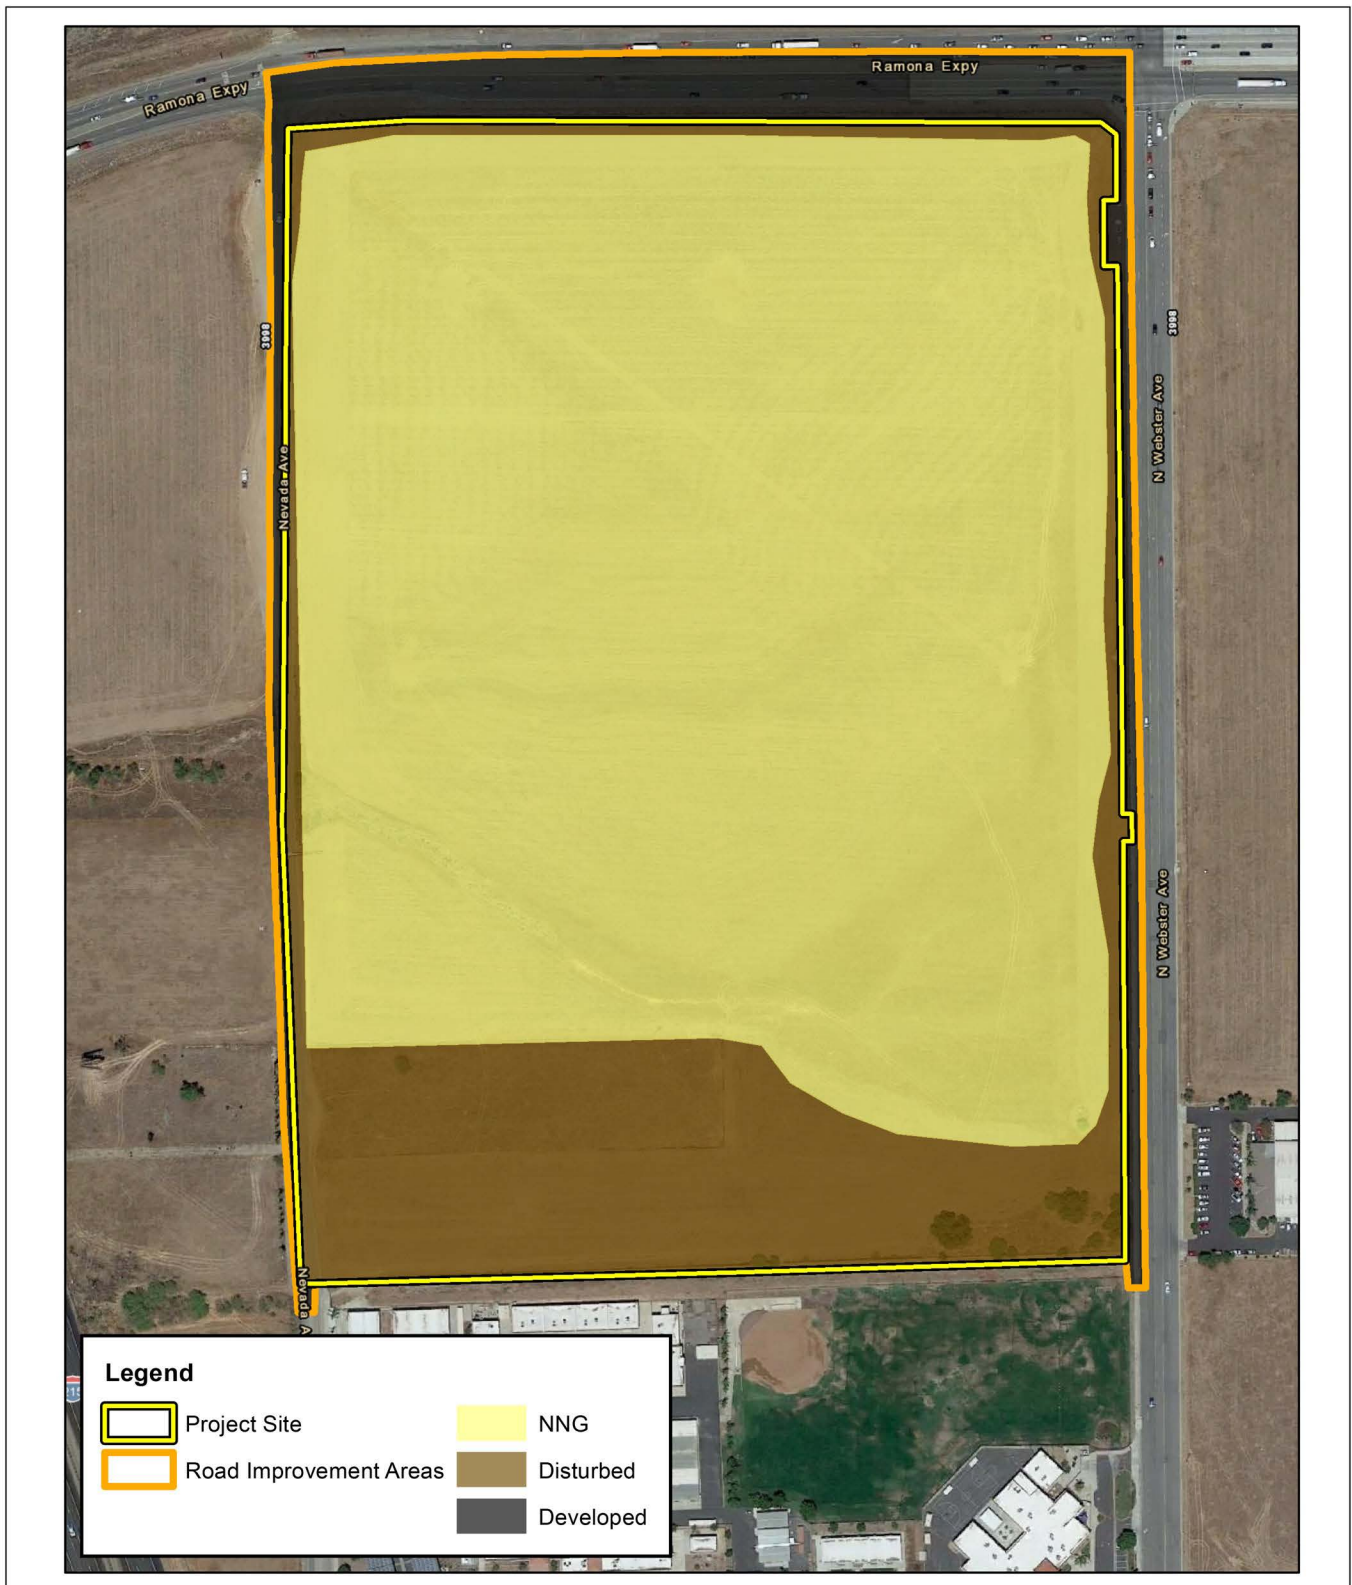 Ramona Expy
Ramona Expy
3998
3998
Nevada Ave
N Webster Ave
N Webster Ave
Nevada A
215
Legend
Project Site
NNG
Road Improvement Areas
Disturbed
Developed